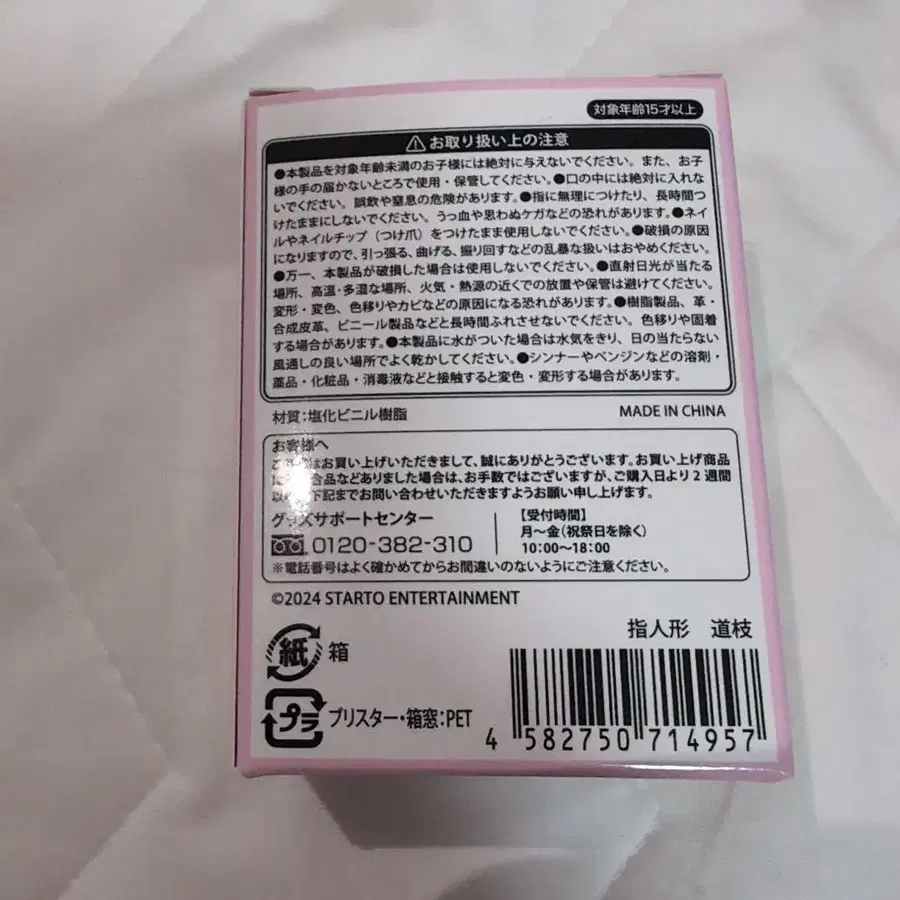 対象年齢15才以上
⚠お取り扱い上の注意
●本製品を対象年齢未満のお子様には絶対に与えないでください。また、お子
様の手の届かないところで使用・保管してください。●口の中には絶対に入れな
いでください。誤飲や窒息の危険があります。●指に無理につけたり、長時間つ
けたままにしないでください。うっ血や思わぬケガなどの恐れがあります。●ネイ
ルやネイルチップ（つけ爪）をつけたまま使用しないでください。●破損の原因
になりますので、引っ張る、曲げる、振り回すなどの乱暴な扱いはおやめください。
●万一、本製品が破損した場合は使用しないでください。●直射日光が当たる
場所、高温・多湿な場所、火気・熱源の近くでの放置や保管は避けてください。
変形・変色、色移りやカビなどの原因になる恐れがあります。●樹脂製品、革・
合成皮革、ビニール製品などと長時間ふれさせないでください。色移りや固着
する場合があります。●本製品に水がついた場合は水気をきり、日の当たらない
風通しの良い場所でよく乾かしてください。●シンナーやベンジンなどの溶剤・
薬品・化粧品・消毒液などと接触すると変色・変形する場合があります。
材質：塩化ビニル樹脂 MADE IN CHINA
お客様へ
はお買い上げいただきまして、誠にありがとうございます。お買い上げ商品
合品などありました場合は、お手数ではございますが、ご購入日より2週間
下記までお問い合わせいただきますようお願い申し上げます。
グッズサポートセンター
0120-382-310
【受付時間】
月〜金（祝祭日を除く）
10:00〜18:00
※電話番号はよく確かめてからお間違いのないようにご注意ください。
©2024 STARTO ENTERTAINMENT
指人形 道枝
紙 箱
プラ ブリスター・箱窓：PET
4 582750 714957